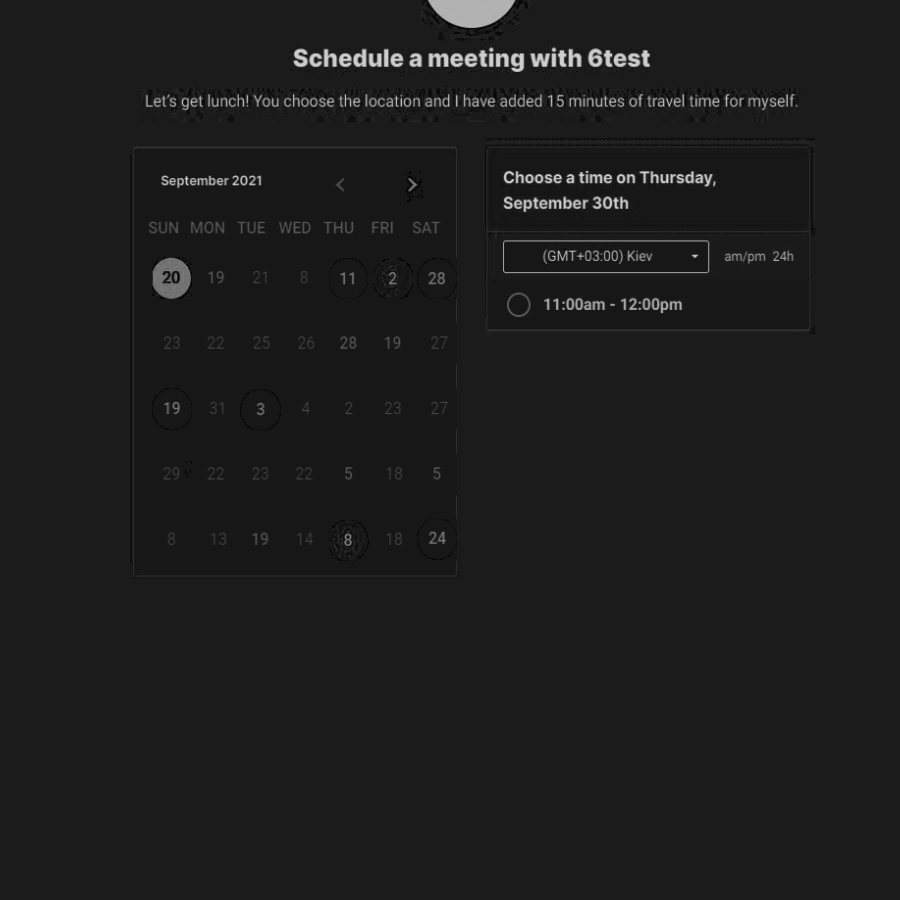 Schedule a meeting with 6test
Let's get lunch! You choose the location and I have added 15 minutes of travel time for myself.
September 2021
SUN MON TUE WED THU FRI SAT
20 19 21 8 11 2 28
23 22 25 26 28 19 27
19 31 3 4 2 23 27
29 22 23 22 5 18 5
8 13 19 14 8 18 24
Choose a time on Thursday,
September 30th
(GMT+03:00) Kiev am/pm 24h
11:00am - 12:00pm